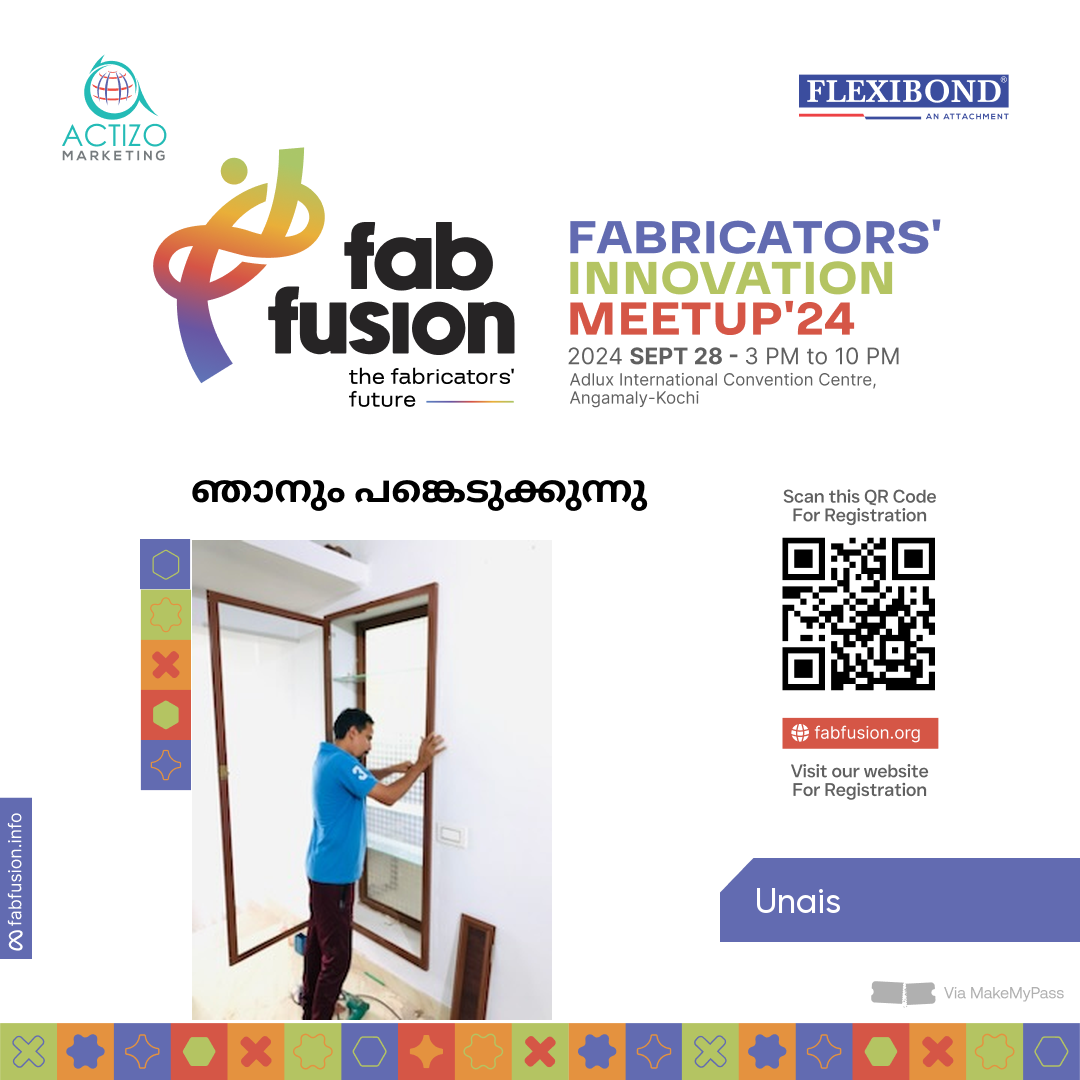 ACTIZO
MARKETING
FLEXIBOND®
AN ATTACHMENT
fab
fusion
the fabricators'
future
FABRICATORS'
INNOVATION
MEETUP'24
2024 SEPT 28 - 3 PM to 10 PM
Adlux International Convention Centre,
Angamaly-Kochi
ഞാനും പങ്കെടുക്കുന്നു
Scan this QR Code
For Registration
fabfusion.org
Visit our website
For Registration
3
fabfusion.info
Unais
Via MakeMyPass